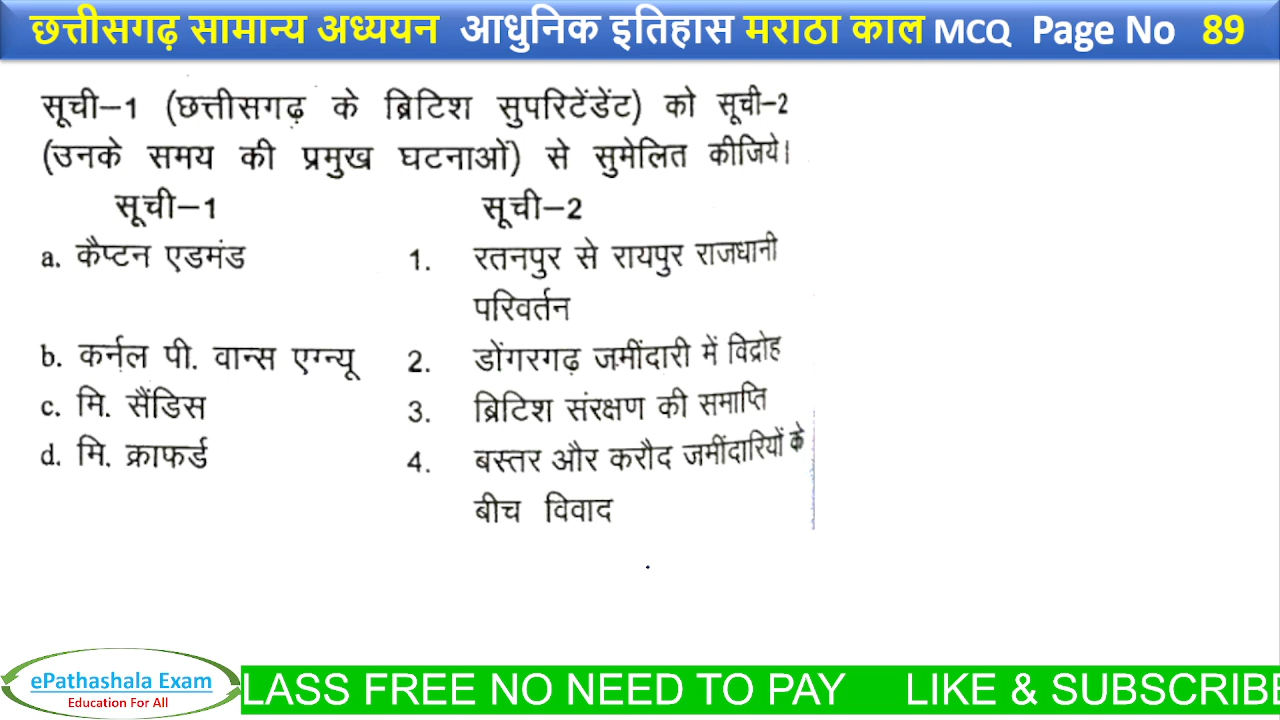 छत्तीसगढ़ सामान्य अध्ययन आधुनिक इतिहास मराठा काल MCQ Page No 89
सूची-1 (छत्तीसगढ़ के ब्रिटिश सुपरिटेंडेंट) को सूची-2
(उनके समय की प्रमुख घटनाओं) से सुमेलित कीजिये।
सूची-1 सूची-2
a. कैप्टन एडमंड 1. रतनपुर से रायपुर राजधानी
परिवर्तन
b. कर्नल पी. वान्स एग्न्यू 2. डोंगरगढ़ जमींदारी में विद्रोह
c. मि. सैंडिस 3. ब्रिटिश संरक्षण की समाप्ति
d. मि. क्राफर्ड 4. बस्तर और करौद जमींदारियों के
बीच विवाद
ePathashala Exam
Education For All
LASS FREE NO NEED TO PAY LIKE & SUBSCRIBE